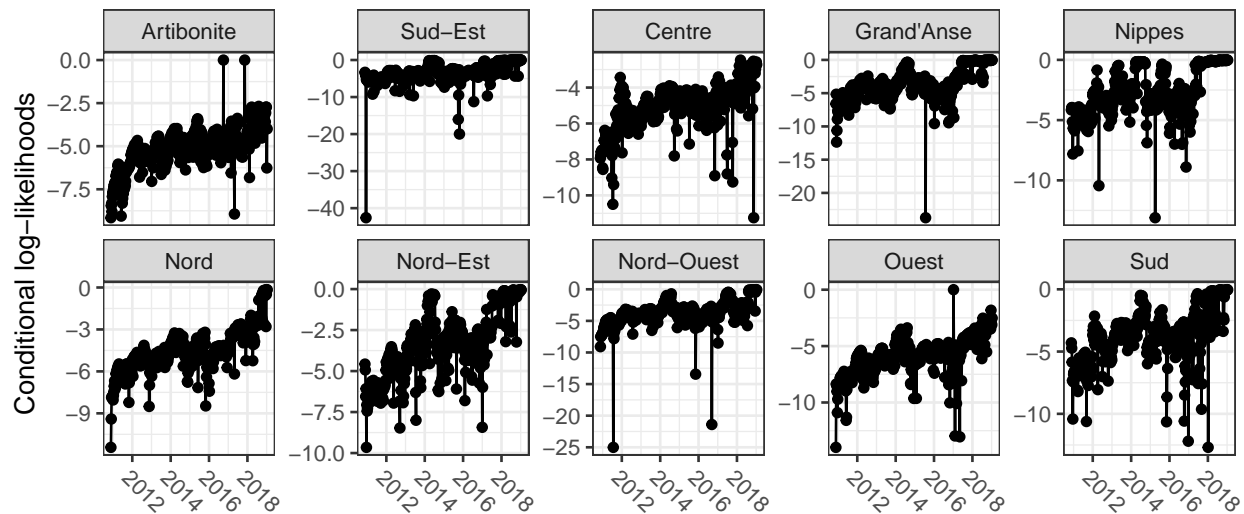 Conditional log−likelihoods
Artibonite
Sud−Est
Centre
Grand'Anse
Nippes
0.0
−2.5
−5.0
−7.5
0
−10
−20
−30
−40
−4
−6
−8
−10
0
−5
−10
−15
−20
0
−5
−10
Nord
Nord−Est
Nord−Ouest
Ouest
Sud
0
−3
−6
−9
0.0
−2.5
−5.0
−7.5
−10.0
0
−5
−10
−15
−20
−25
0
−5
−10
0
−5
−10
2012 2014 2016 2018
2012 2014 2016 2018
2012 2014 2016 2018
2012 2014 2016 2018
2012 2014 2016 2018